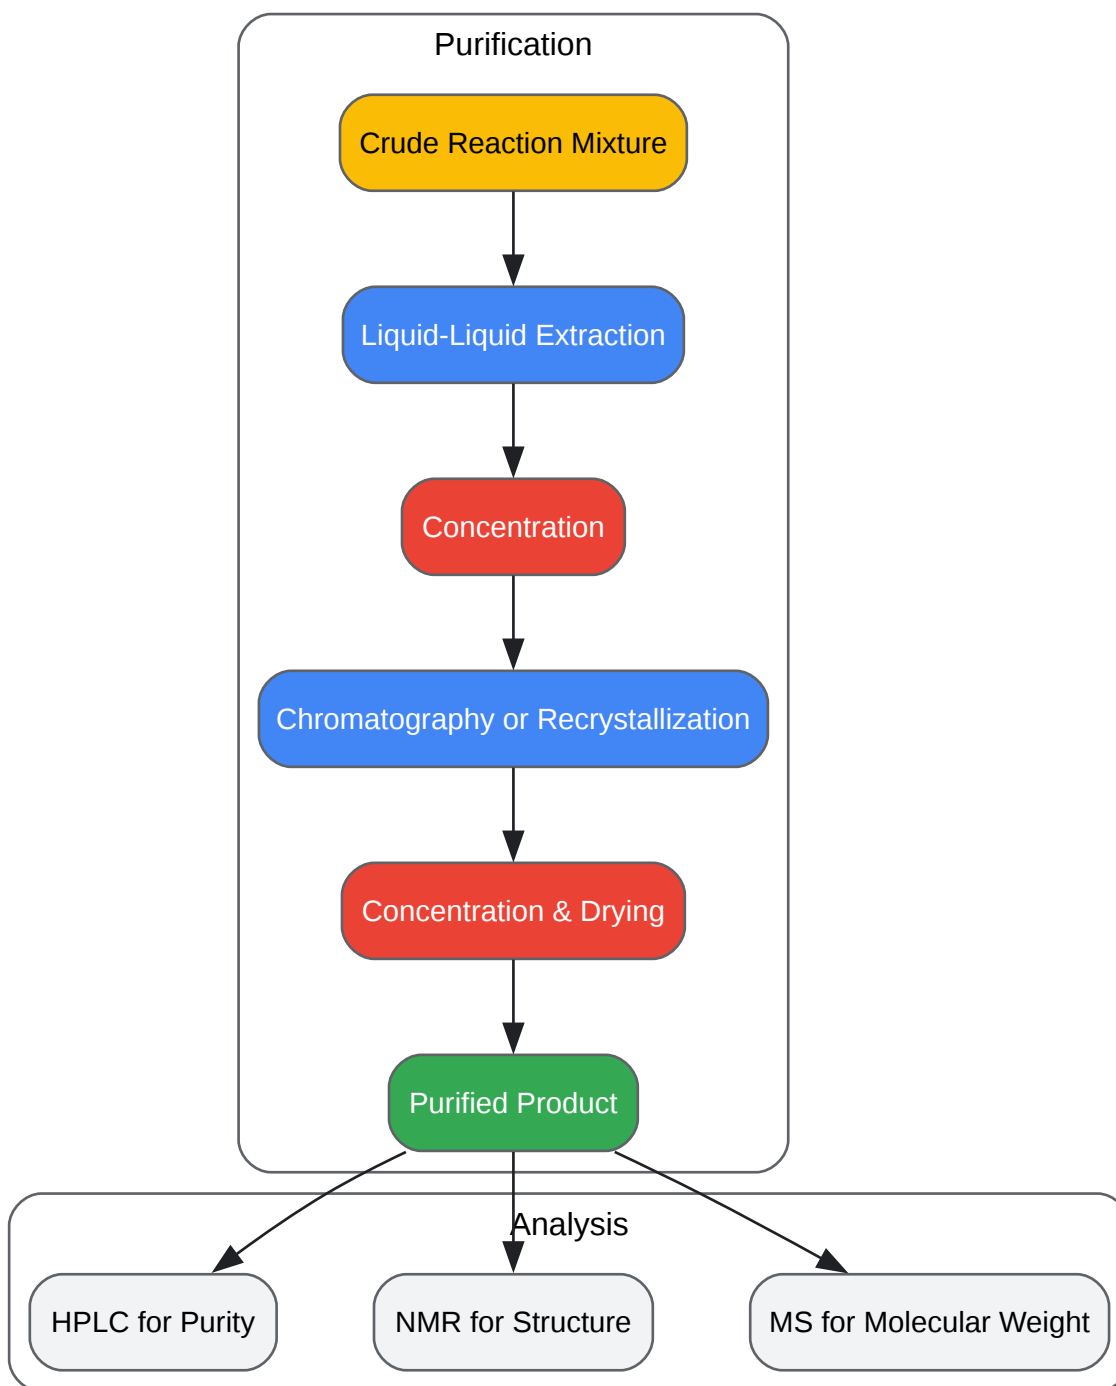 Purification
Crude Reaction Mixture
Liquid-Liquid Extraction
Concentration
Chromatography or Recrystallization
Concentration & Drying
Purified Product
Analysis
HPLC for Purity
NMR for Structure
MS for Molecular Weight